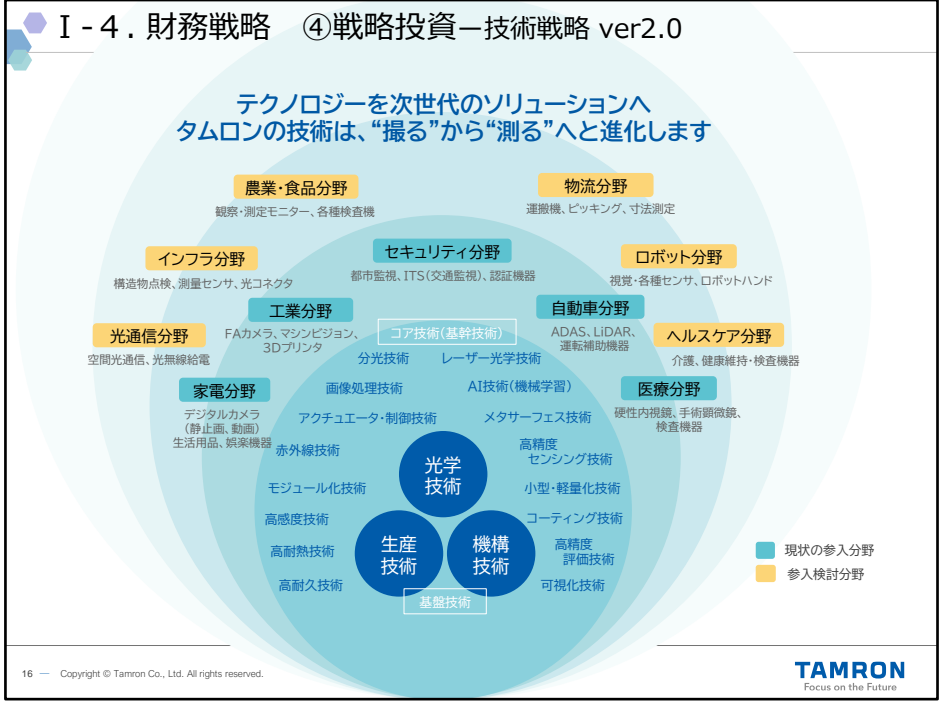 Ⅰ-４. 財務戦略　④戦略投資ー技術戦略 ver2.0
テクノロジーを次世代のソリューションへ
タムロンの技術は、“撮る”から“測る”へと進化します
農業・食品分野
観察・測定モニター、各種検査機
物流分野
運搬機、ピッキング、寸法測定
インフラ分野
構造物点検、測量センサ、光コネクタ
セキュリティ分野
都市監視、ITS（交通監視）、認証機器
ロボット分野
視覚・各種センサ、ロボットハンド
工業分野
FAカメラ、マシンビジョン、
3Dプリンタ
自動車分野
ADAS、LiDAR、
運転補助機器
光通信分野
空間光通信、光無線給電
ヘルスケア分野
介護、健康維持・検査機器
家電分野
デジタルカメラ
（静止画、動画）
生活用品、娯楽機器
医療分野
硬性内視鏡、手術顕微鏡、
検査機器
コア技術（基幹技術）
分光技術
レーザー光学技術
画像処理技術
AI技術（機械学習）
アクチュエータ・制御技術
メタサーフェス技術
赤外線技術
高精度
センシング技術
モジュール化技術
小型・軽量化技術
高感度技術
コーティング技術
高耐熱技術
高精度
評価技術
高耐久技術
可視化技術
光学
技術
生産
技術
機構
技術
基盤技術
現状の参入分野
参入検討分野
16 — Copyright © Tamron Co., Ltd. All rights reserved.
TAMRON
Focus on the Future